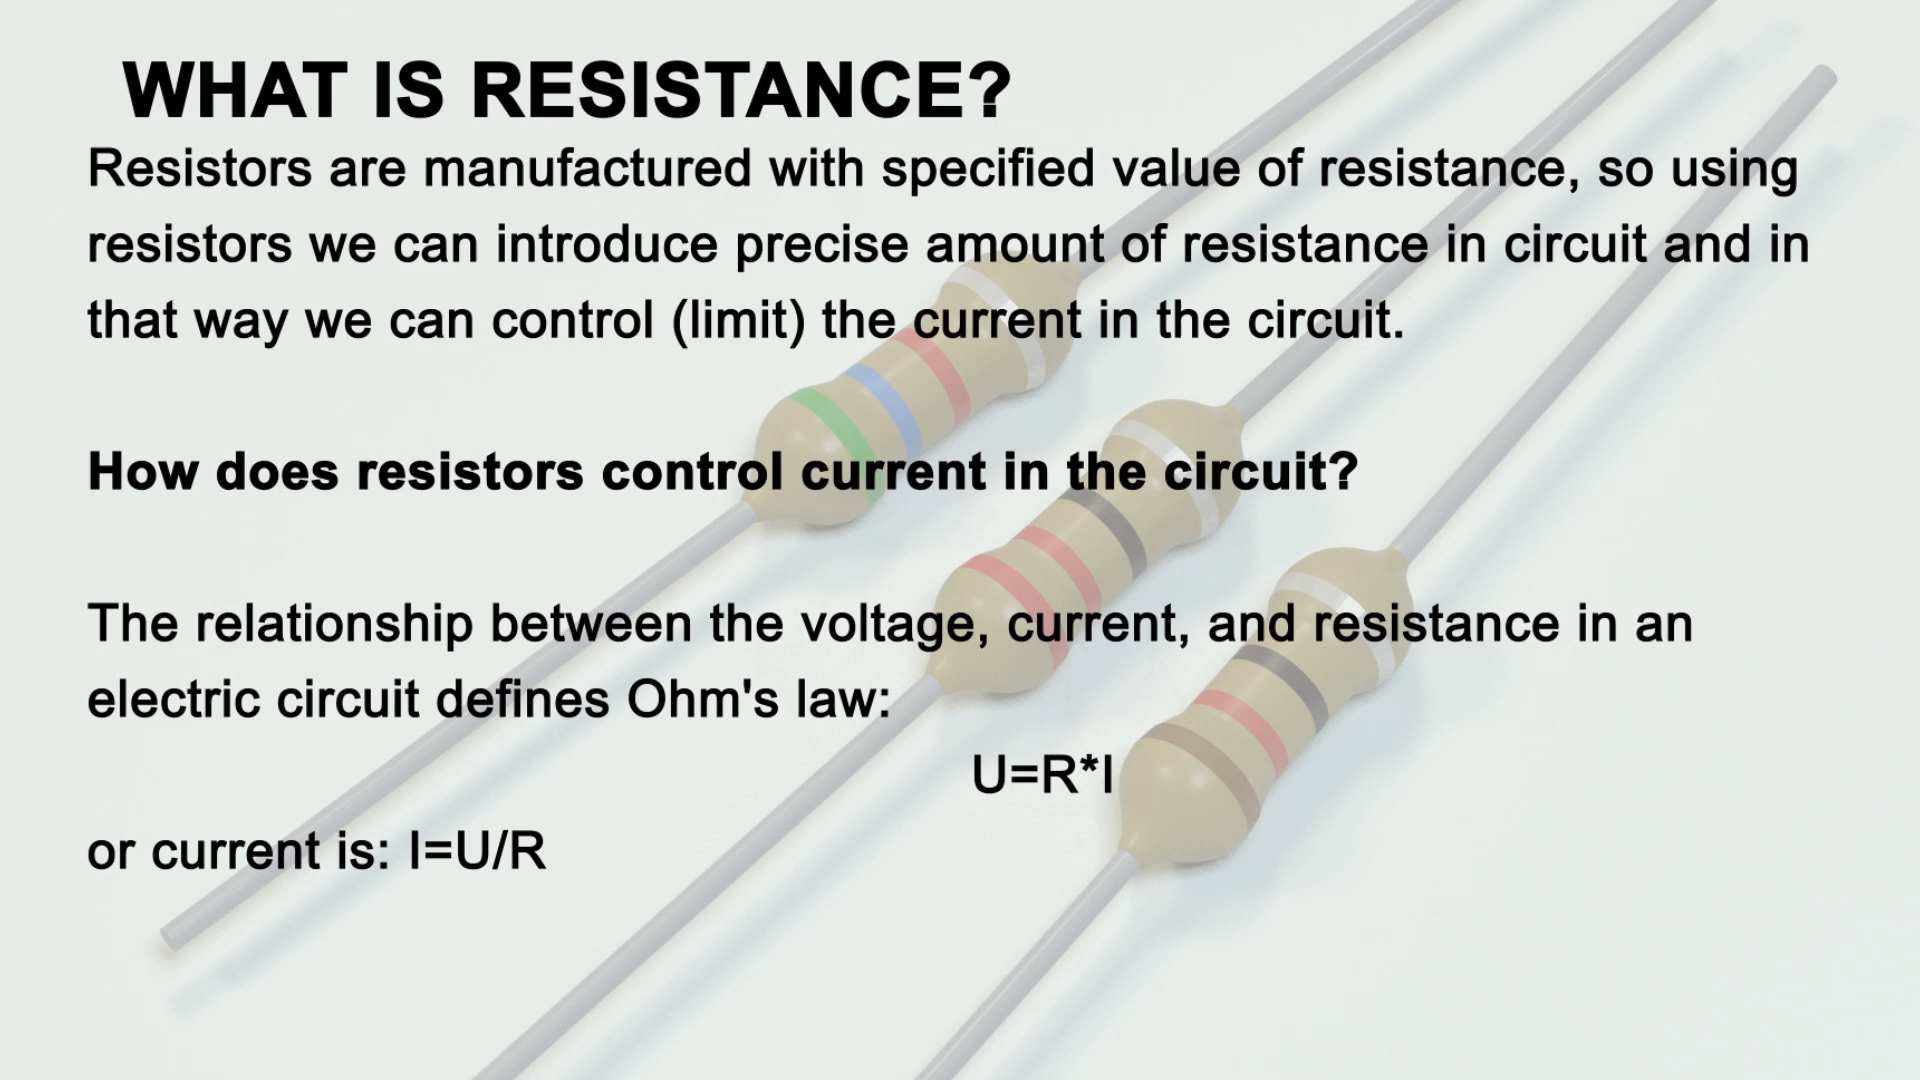 WHAT IS RESISTANCE?
Resistors are manufactured with specified value of resistance, so using
resistors we can introduce precise amount of resistance in circuit and in
that way we can control (limit) the current in the circuit.
How does resistors control current in the circuit?
The relationship between the voltage, current, and resistance in an
electric circuit defines Ohm's law:
U=R*I
or current is: I=U/R